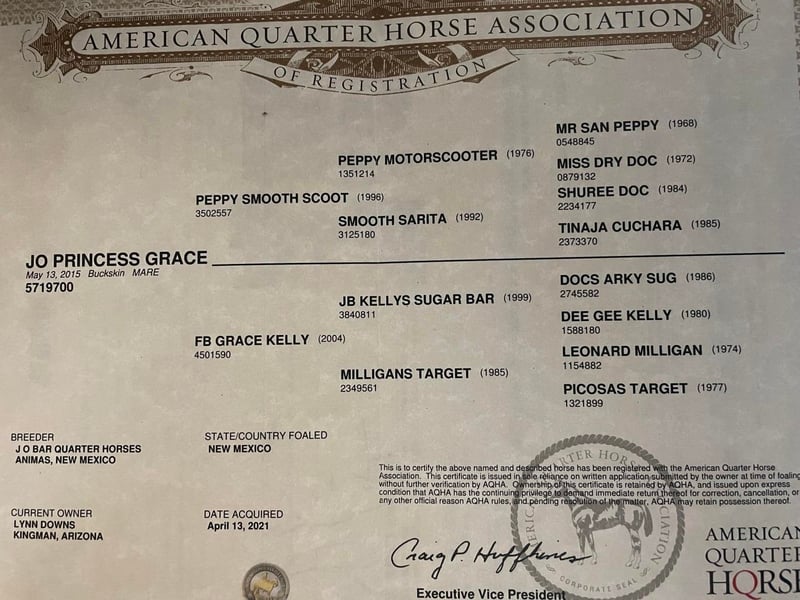 AMERICAN QUARTER HORSE ASSOCIATION
OF REGISTRATION
MR SAN PEPPY (1968)
0548845
PEPPY MOTORSCOOTER (1976)
1351214
MISS DRY DOC (1972)
0879132
PEPPY SMOOTH SCOOT (1996)
3502557
SHUREE DOC (1984)
2234177
SMOOTH SARITA (1992)
3125180
TINAJA CUCHARA (1985)
2373370
JO PRINCESS GRACE
May 13, 2015 Buckskin MARE
5719700
DOCS ARKY SUG (1986)
2745582
JB KELLYS SUGAR BAR (1999)
3840811
DEE GEE KELLY (1980)
1588180
FB GRACE KELLY (2004)
4501590
LEONARD MILLIGAN (1974)
1154882
MILLIGANS TARGET (1985)
2349561
PICOSAS TARGET (1977)
1321899
BREEDER
J O BAR QUARTER HORSES
ANIMAS, NEW MEXICO
STATE/COUNTRY FOALED
NEW MEXICO
This is to certify the above named and described horse has been registered with the American Quarter Horse
Association. This certificate is issued in reliance on written application submitted by the owner at time of foaling
without further verification by AQHA. Ownership of this certificate is retained by AQHA, and issued upon express
condition that AQHA has the continuing privilege to demand immediate return thereof for correction, cancellation, or
any other official reason AQHA rules, and pending resolution of the matter, AQHA may retain possession thereof.
CURRENT OWNER
LYNN DOWNS
KINGMAN, ARIZONA
DATE ACQUIRED
April 13, 2021
Craig P. Huffhines
Executive Vice President
CORPORATE SEAL
AMERICAN
QUARTER
HORSE